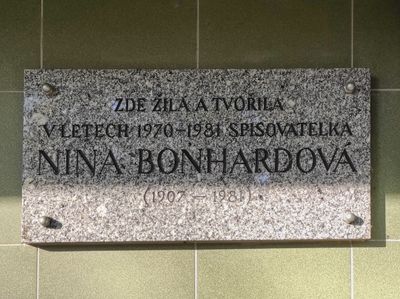 ZDE ŽILA A TVOŘILA
V LETECH 1970-1981 SPISOVATELKA
NINA BONHARDOVÁ
(1907 – 1981)